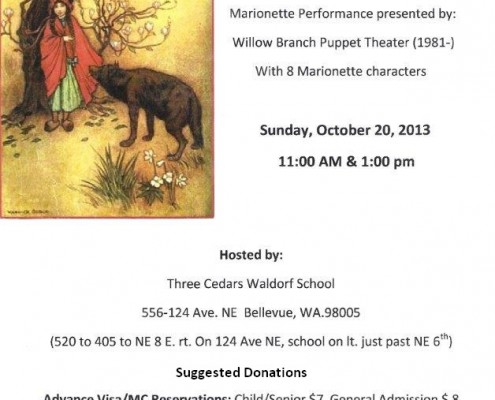 Marionette Performance presented by:
Willow Branch Puppet Theater (1981-)
With 8 Marionette characters
Sunday, October 20, 2013
11:00 AM & 1:00 pm
Hosted by:
Three Cedars Waldorf School
556-124 Ave. NE  Bellevue, WA.98005
(520 to 405 to NE 8 E. rt. On 124 Ave NE, school on lt. just past NE 6th)
Suggested Donations
Advance Visa/MC Reservations: Child/Senior $7, General Admission $ 8